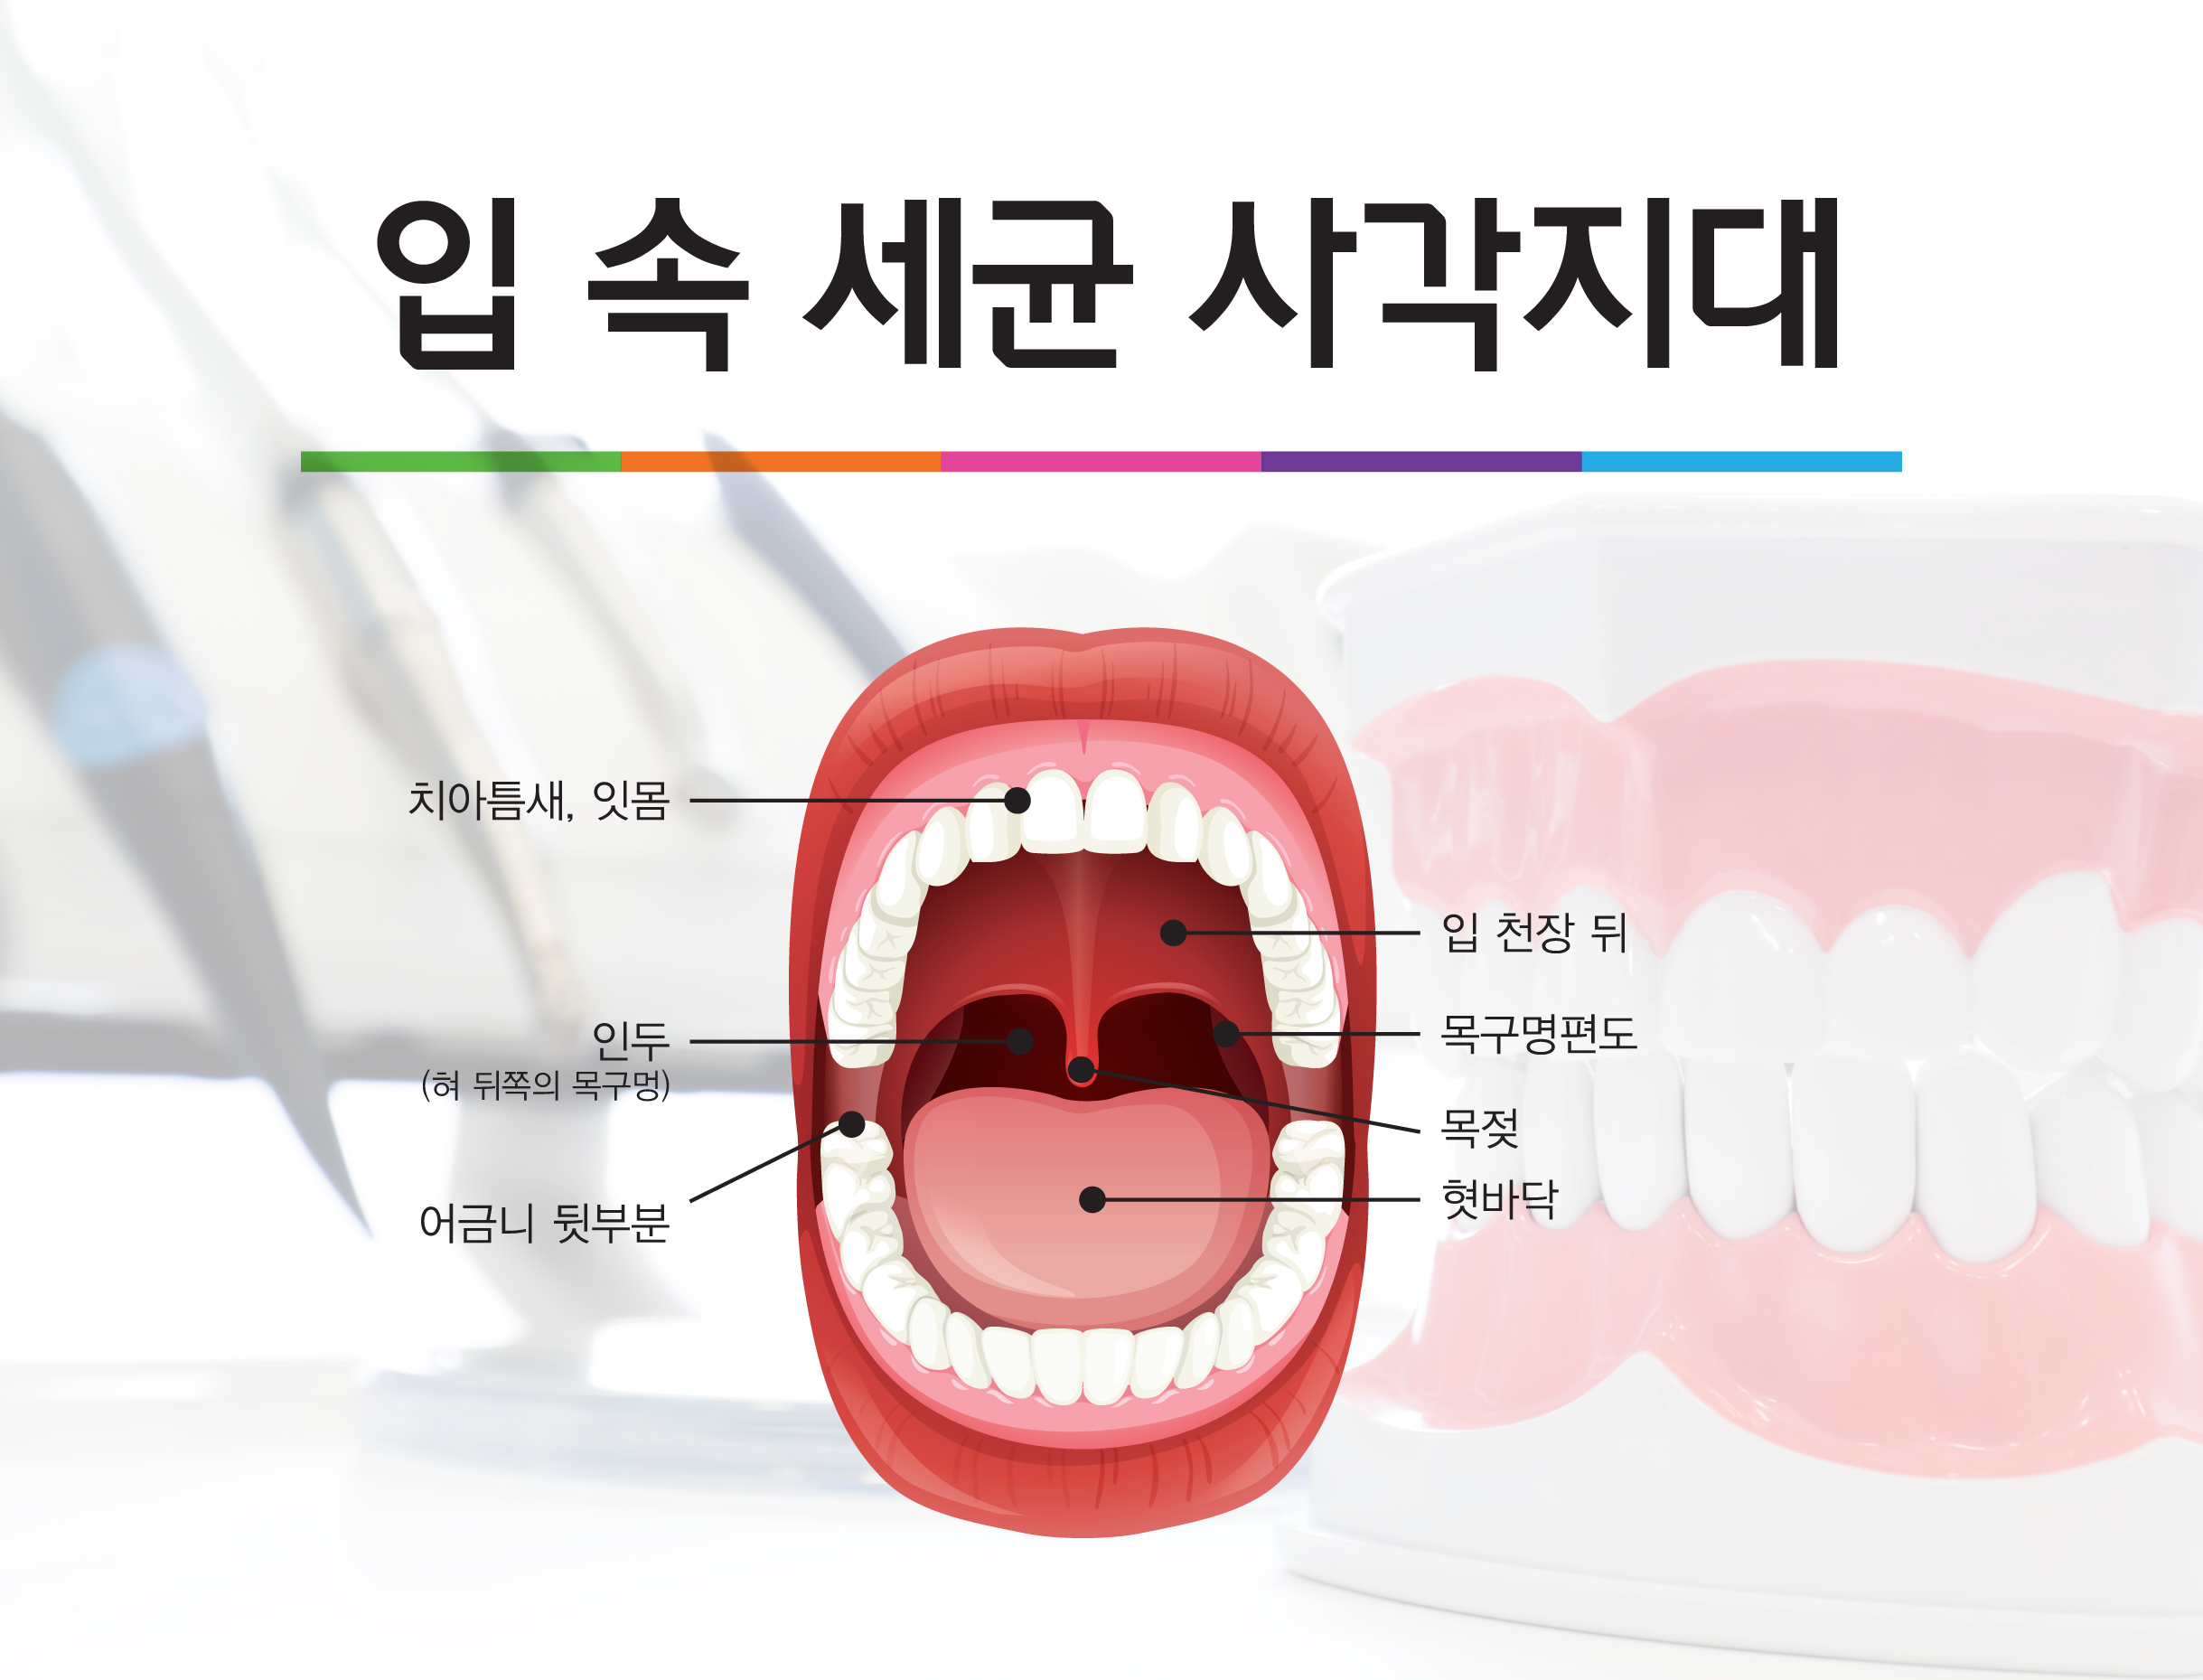 입 속 세균 사각지대
치아틈새, 잇몸
인두
(혀 뒤쪽의 목구멍)
어금니 뒷부분
입 천장 뒤
목구명편도
목젖
혓바닥